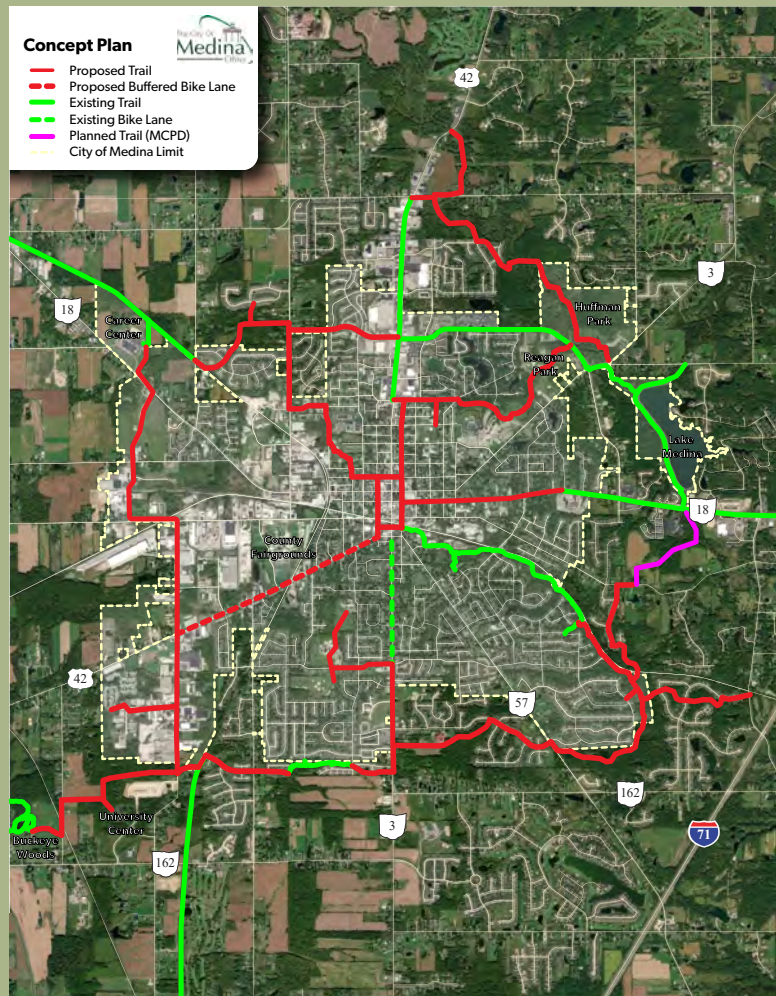 Concept Plan
The City Of
Medina
Ohio
Proposed Trail
Proposed Buffered Bike Lane
Existing Trail
Existing Bike Lane
Planned Trail (MCPD)
City of Medina Limit
42
3
18
Career
Center
Huffman
Park
Reagan
Park
Lake
Medina
18
County
Fairgrounds
42
57
162
University
Center
3
71
Buckeye
Woods
162